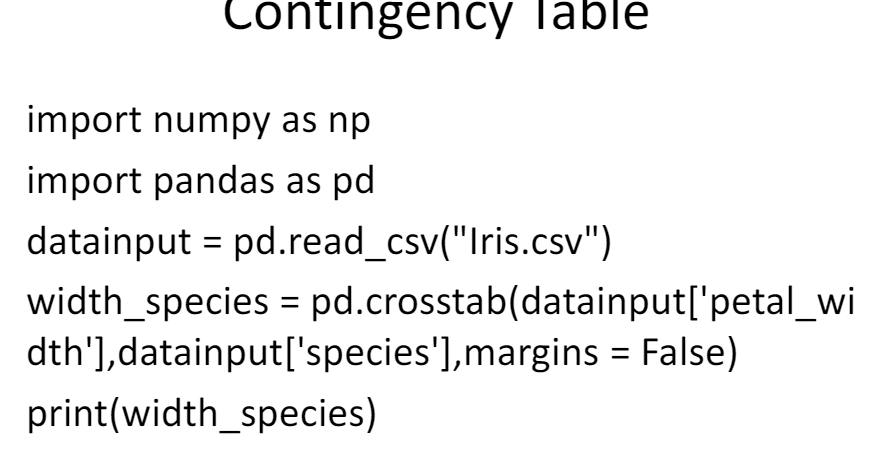 Contingency Table
import numpy as np
import pandas as pd
datainput = pd.read_csv("Iris.csv")
width_species = pd.crosstab(datainput['petal_wi
dth'],datainput['species'],margins = False)
print(width_species)